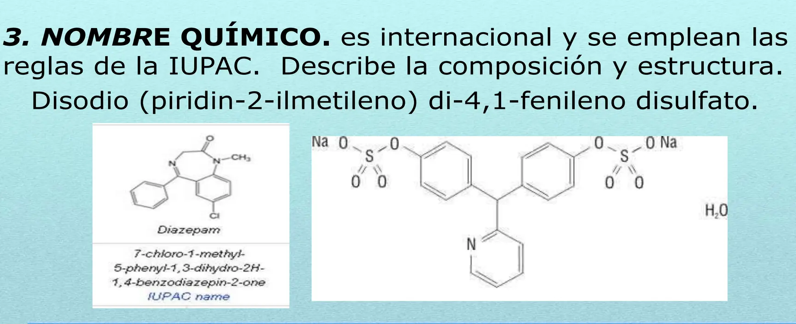 3. NOMBRE QUÍMICO. es internacional y se emplean las
reglas de la IUPAC. Describe la composición y estructura.
Disodio (piridin-2-ilmetileno) di-4,1-fenileno disulfato.
O
N
N
CH₃
Cl
Diazepam
7-chloro-1-methyl-
5-phenyl-1,3-dihydro-2H-
1,4-benzodiazepin-2-one
IUPAC name
Na O O O O Na
S S
O O O O
H₂O
N